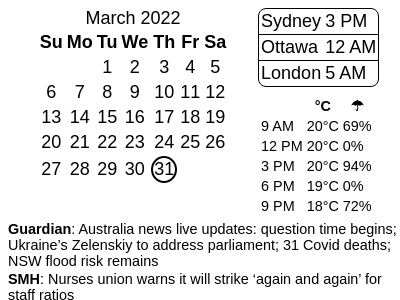 March 2022
Su Mo Tu We Th Fr Sa
1 2 3 4 5
6 7 8 9 10 11 12
13 14 15 16 17 18 19
20 21 22 23 24 25 26
27 28 29 30 31
Sydney 3 PM
Ottawa 12 AM
London 5 AM
°C ☂
9 AM 20°C 69%
12 PM 20°C 0%
3 PM 20°C 94%
6 PM 19°C 0%
9 PM 18°C 72%
Guardian: Australia news live updates: question time begins;
Ukraine’s Zelenskiy to address parliament; 31 Covid deaths;
NSW flood risk remains
SMH: Nurses union warns it will strike ‘again and again’ for
staff ratios